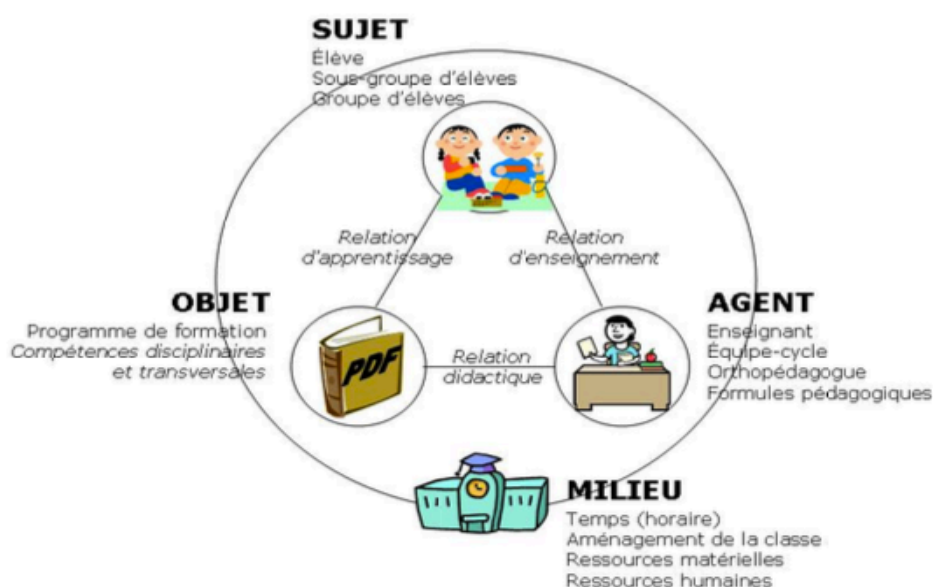 SUJET
Élève
Sous-groupe d'élèves
Groupe d'élèves
Relation
d'apprentissage
Relation
d'enseignement
OBJET
Programme de formation
Compétences disciplinaires
et transversales
PDF
Relation
didactique
AGENT
Enseignant
Équipe-cycle
Orthopédagogue
Formules pédagogiques
MILIEU
Temps (horaire)
Aménagement de la classe
Ressources matérielles
Ressources humaines